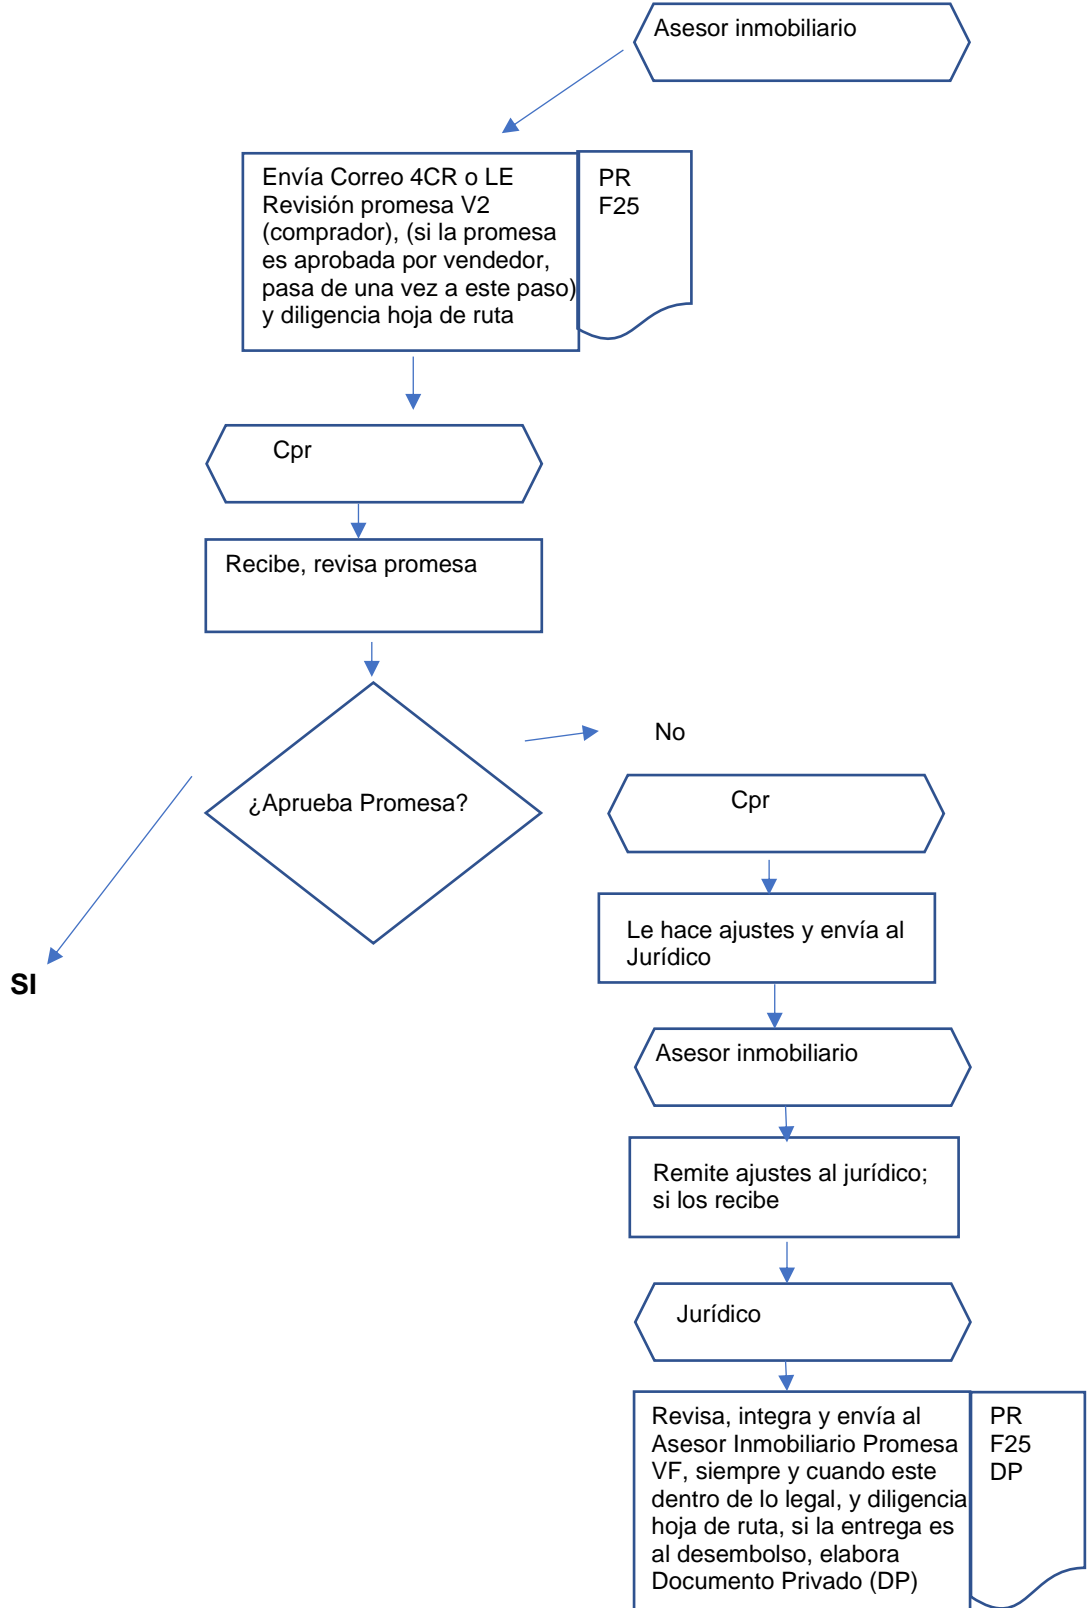 Asesor inmobiliario
Envía Correo 4CR o LE
Revisión promesa V2
(comprador), (si la promesa
es aprobada por vendedor,
pasa de una vez a este paso)
y diligencia hoja de ruta
PR
F25
Cpr
Recibe, revisa promesa
¿Aprueba Promesa?
No
SI
Cpr
Le hace ajustes y envía al
Jurídico
Asesor inmobiliario
Remite ajustes al jurídico;
si los recibe
Jurídico
Revisa, integra y envía al
Asesor Inmobiliario Promesa
VF, siempre y cuando este
dentro de lo legal, y diligencia
hoja de ruta, si la entrega es
al desembolso, elabora
Documento Privado (DP)
PR
F25
DP